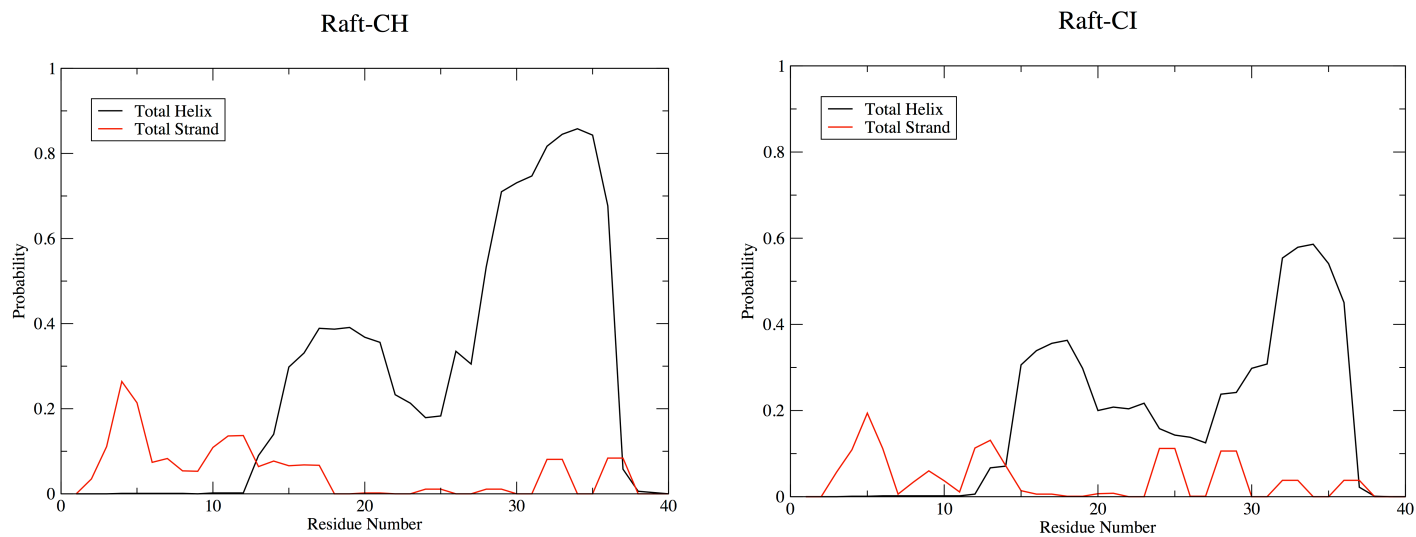 Raft-CH
1
0.8
0.6
0.4
0.2
0
Probability
Total Helix
Total Strand
0 10 20 30 40
Residue Number
Raft-CI
1
0.8
0.6
0.4
0.2
0
Probability
Total Helix
Total Strand
0 10 20 30 40
Residue Number